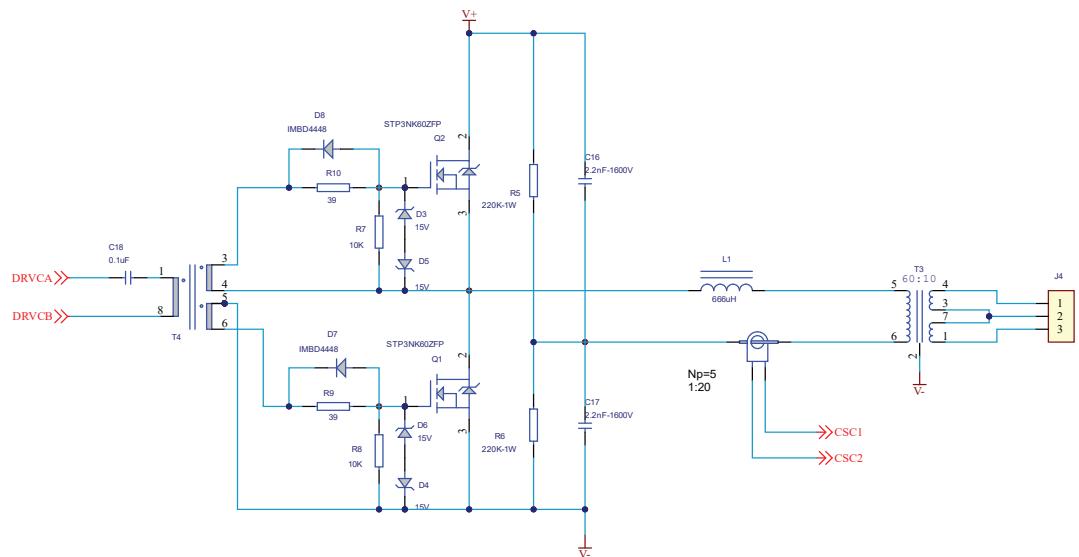 V+
D8
IMBD4448
STP3NK60ZFP
Q2
2
R10
39
1
3
R7
10K
D3
15V
D5
15V
R5
220K-1W
C16
2.2nF-1600V
C18
0.1uF
DRVCA
1
3
4
5
6
DRVCB
8
T4
L1
666uH
T3
60:10
5
4
3
7
6
1
2
V-
J4
1
2
3
D7
IMBD4448
STP3NK60ZFP
Q1
2
R9
39
1
3
R8
10K
D6
15V
D4
15V
R6
220K-1W
C17
2.2nF-1600V
Np=5
1:20
CSC1
CSC2
V-